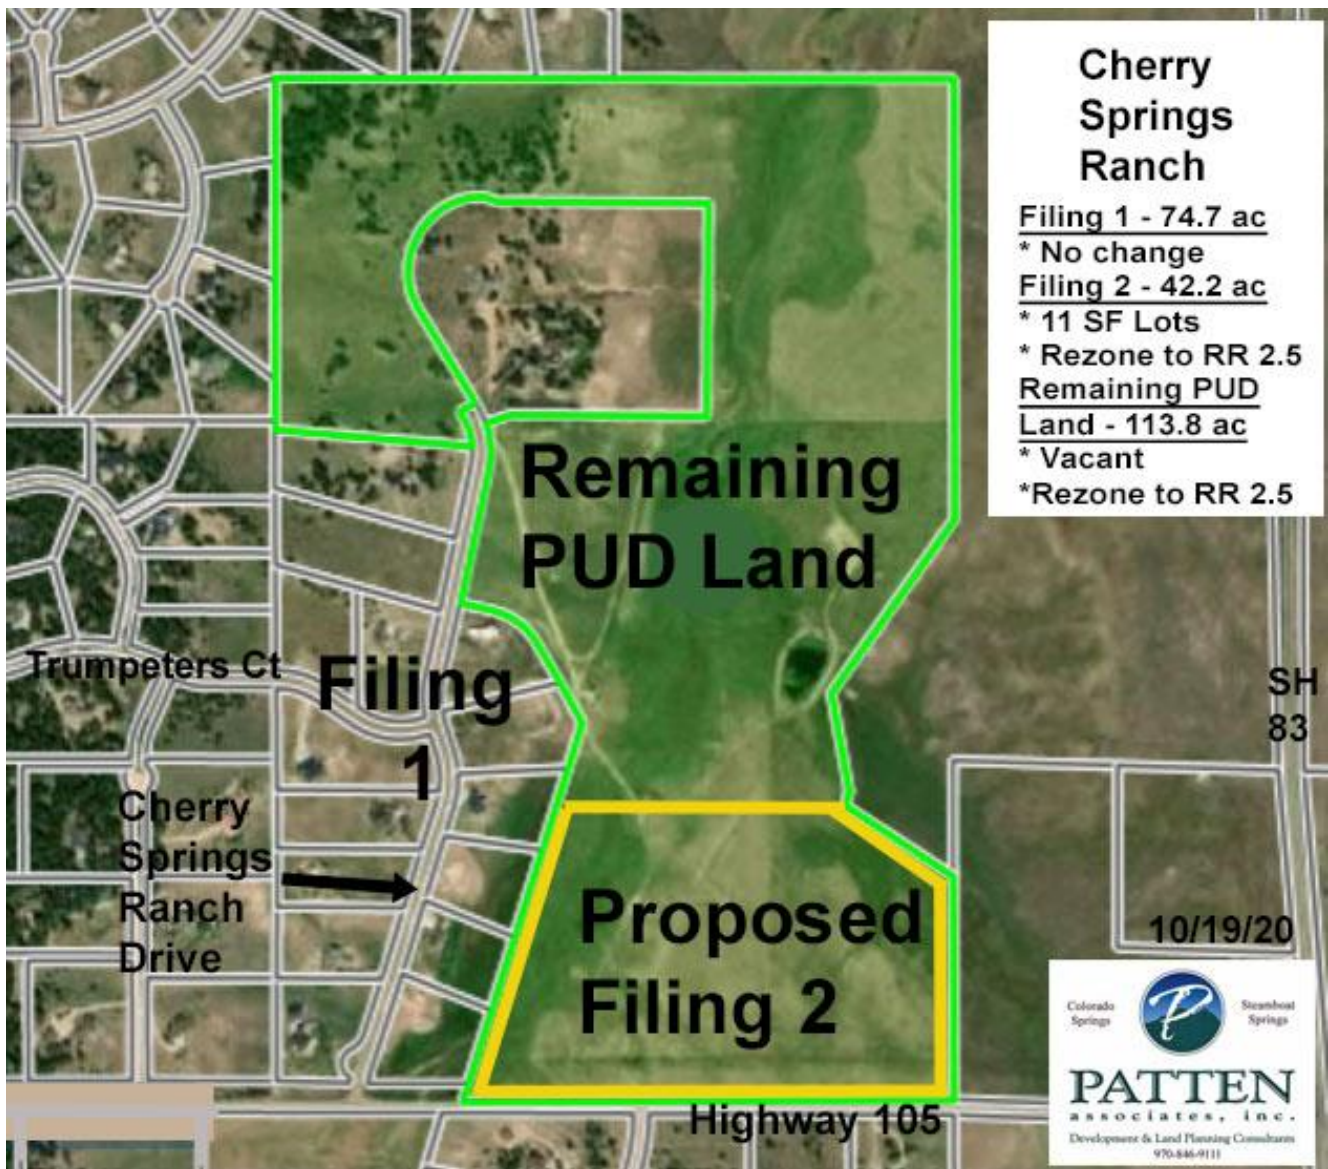 Cherry
Springs
Ranch
Filing 1 - 74.7 ac
* No change
Filing 2 - 42.2 ac
* 11 SF Lots
* Rezone to RR 2.5
Remaining PUD
Land - 113.8 ac
* Vacant
*Rezone to RR 2.5
Remaining
PUD Land
Trumpeters Ct
Filing
1
SH
83
Cherry
Springs
Ranch
Drive
Proposed
Filing 2
10/19/20
Highway 105
Colorado
Springs
P
Steamboat
Springs
PATTEN
associates, inc.
Development & Land Planning Consultants
970-846-9111